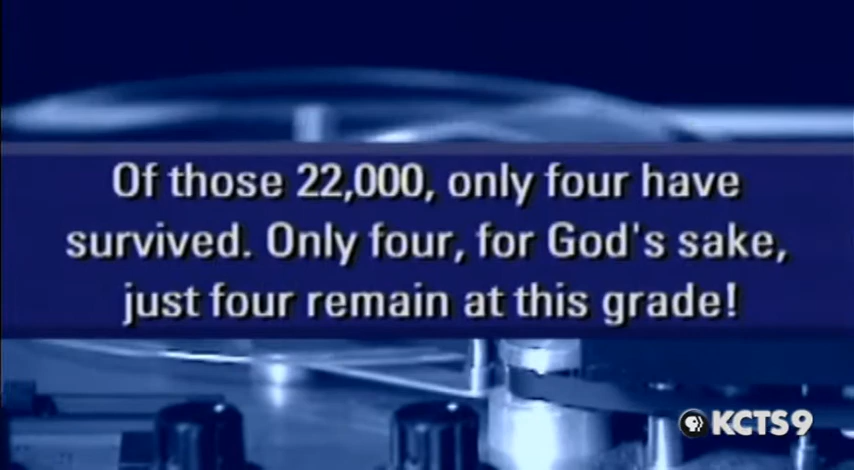 Of those 22,000, only four have
survived. Only four, for God's sake,
just four remain at this grade!
KCTS9